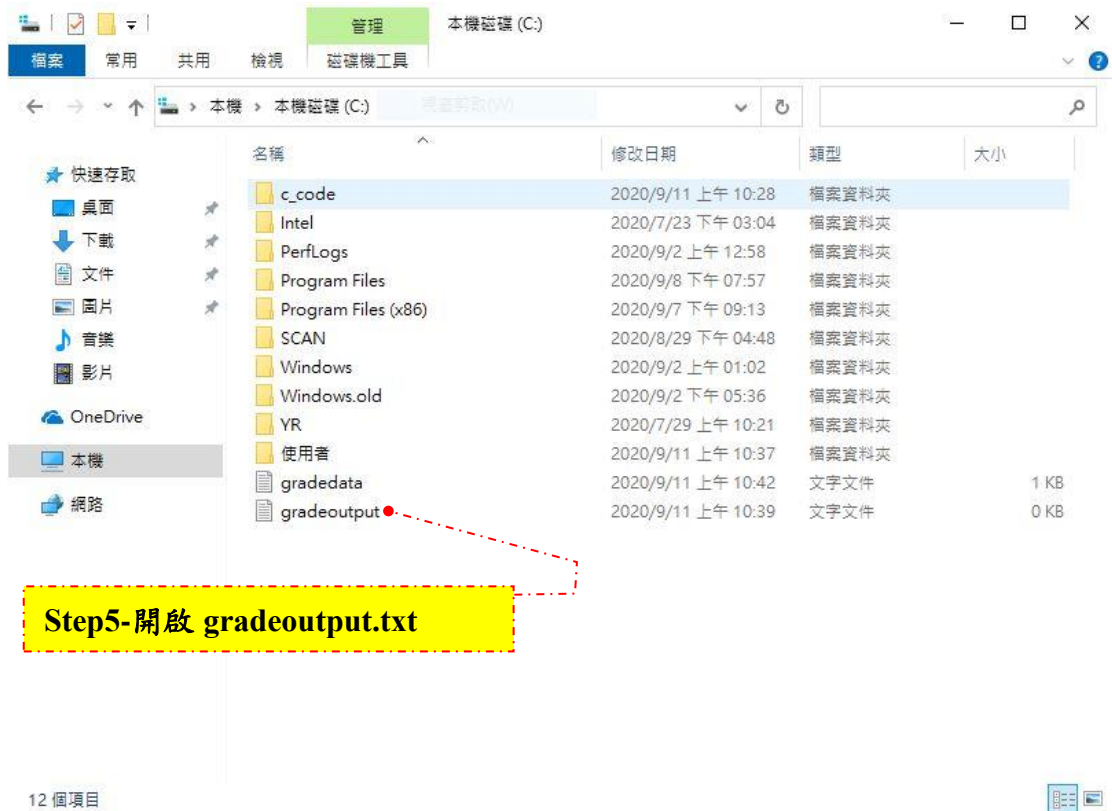 管理 本機磁碟 (C:)
檔案 常用 共用 檢視 磁碟機工具
本機 › 本機磁碟 (C:)
名稱 修改日期 類型 大小
快速存取
桌面
下載
文件
圖片
音樂
影片
OneDrive
本機
網路
c_code 2020/9/11 上午 10:28 檔案資料夾
Intel 2020/7/23 下午 03:04 檔案資料夾
PerfLogs 2020/9/2 上午 12:58 檔案資料夾
Program Files 2020/9/8 下午 07:57 檔案資料夾
Program Files (x86) 2020/9/7 下午 09:13 檔案資料夾
SCAN 2020/8/29 下午 04:48 檔案資料夾
Windows 2020/9/2 上午 01:02 檔案資料夾
Windows.old 2020/9/2 下午 05:36 檔案資料夾
YR 2020/7/29 上午 10:21 檔案資料夾
使用者 2020/9/11 上午 10:37 檔案資料夾
gradedata 2020/9/11 上午 10:42 文字文件 1 KB
gradeoutput 2020/9/11 上午 10:39 文字文件 0 KB
Step5-開啟 gradeoutput.txt
12 個項目